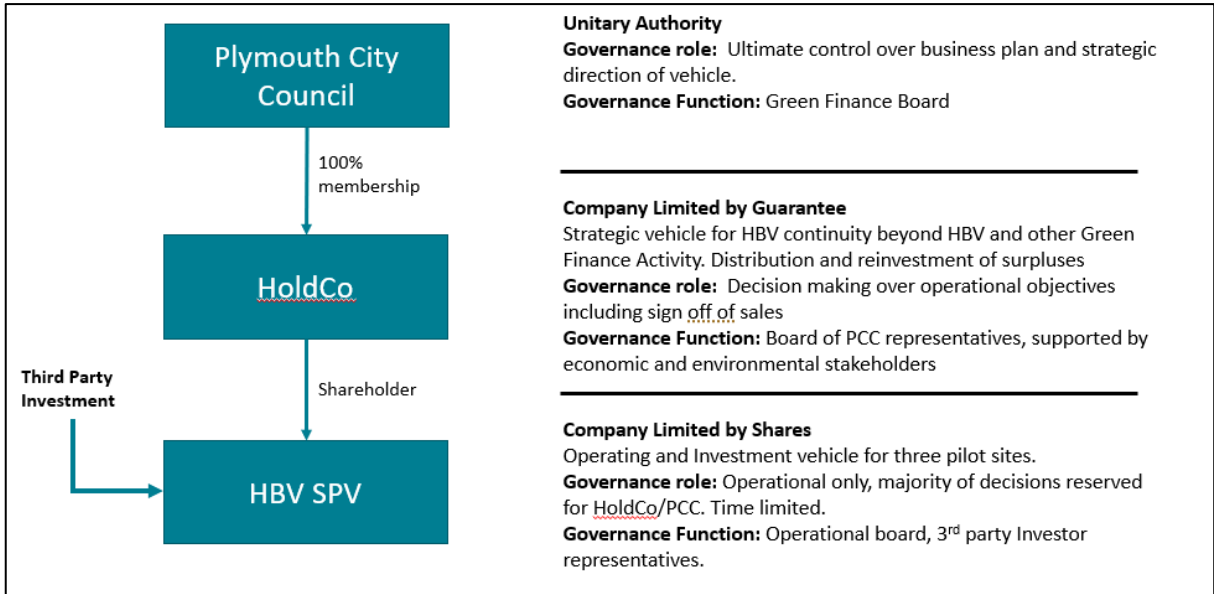 Plymouth City
Council
100%
membership
HoldCo
Shareholder
Third Party
Investment
HBV SPV
Unitary Authority
Governance role:  Ultimate control over business plan and strategic
direction of vehicle.
Governance Function: Green Finance Board
Company Limited by Guarantee
Strategic vehicle for HBV continuity beyond HBV and other Green
Finance Activity. Distribution and reinvestment of surpluses
Governance role:  Decision making over operational objectives
including sign off of sales
Governance Function: Board of PCC representatives, supported by
economic and environmental stakeholders
Company Limited by Shares
Operating and Investment vehicle for three pilot sites.
Governance role: Operational only, majority of decisions reserved
for HoldCo/PCC. Time limited.
Governance Function: Operational board, 3rd party Investor
representatives.